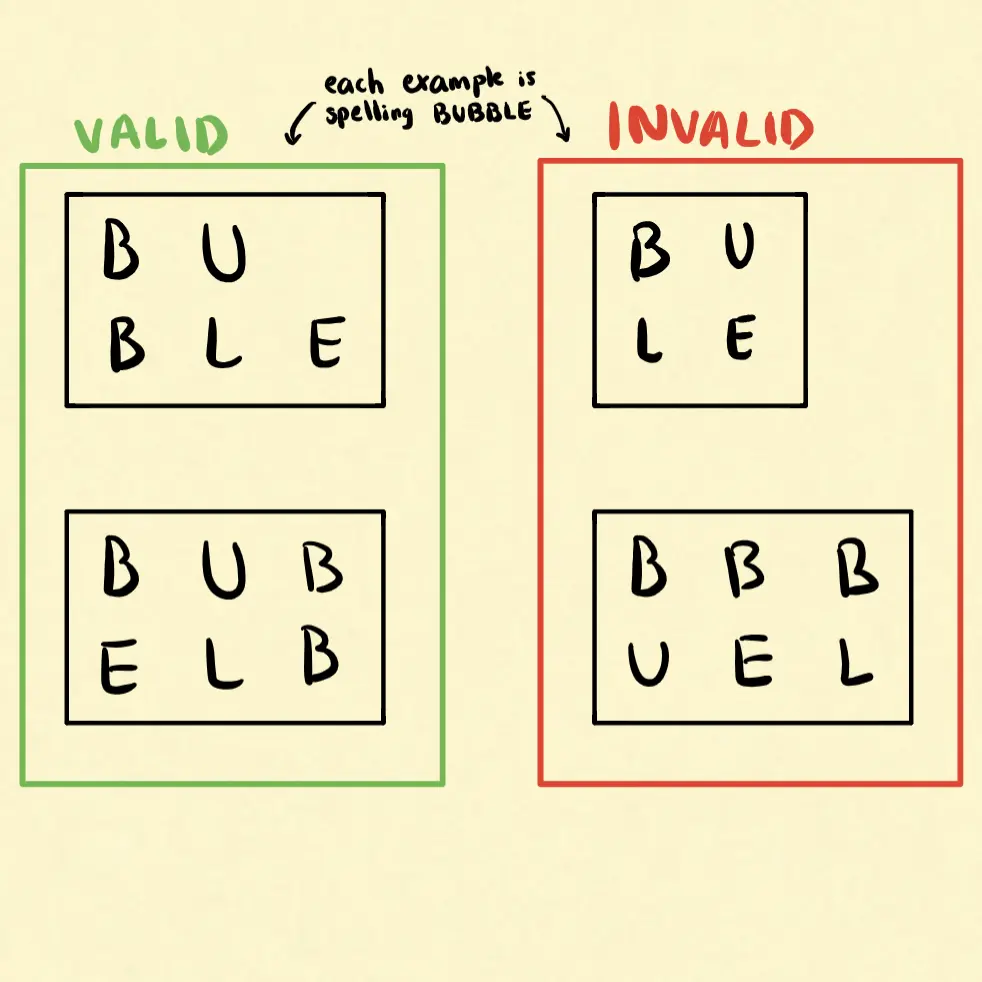 each example is
spelling BUBBLE
VALID
INVALID
B U
B L E
B U B
E L B
B U
L E
B B B
U E L